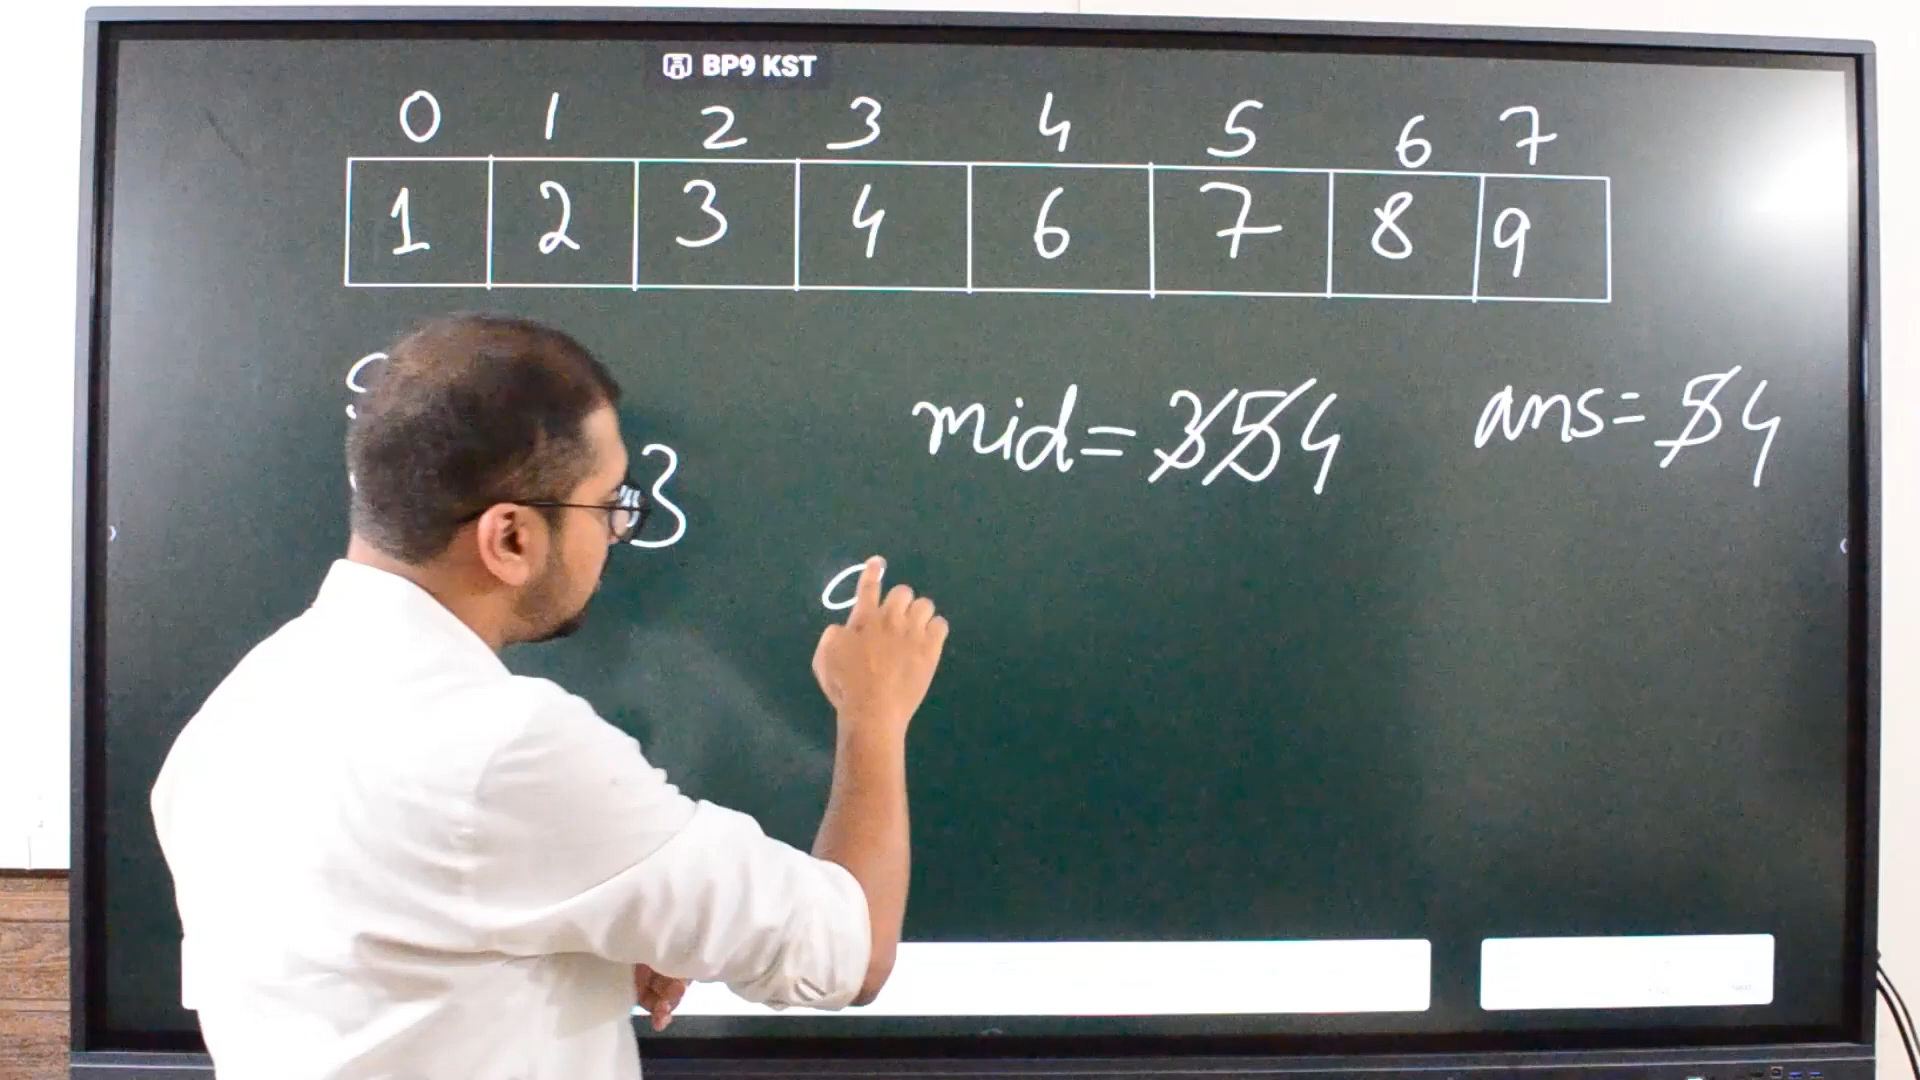 BP9 KST
0 1 2 3 4 5 6 7
1 2 3 4 6 7 8 9
mid = 3 5 4
ans = 5 4
3